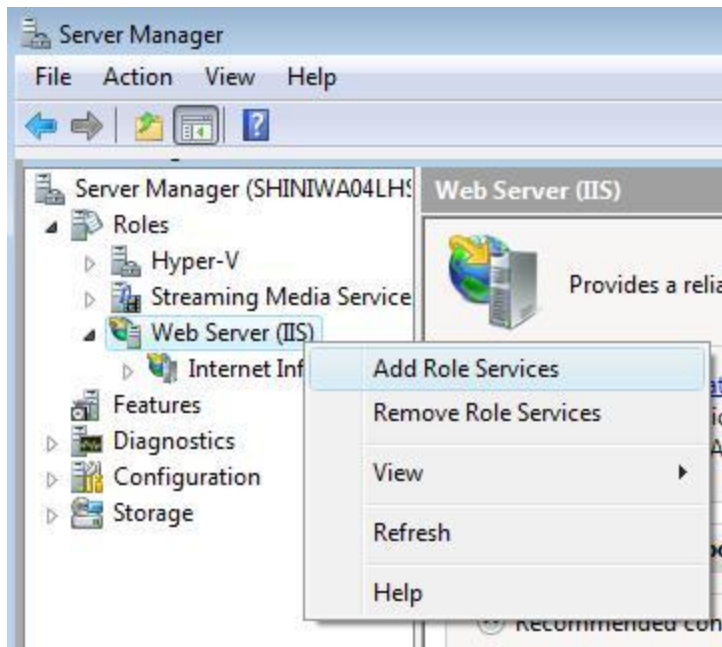 Server Manager
File Action View Help
Server Manager (SHINIWA04LHS
Web Server (IIS)
Roles
Hyper-V
Streaming Media Service
Provides a relia
Web Server (IIS)
Internet Inf
Features
Diagnostics
Configuration
Storage
Add Role Services
Remove Role Services
View
Refresh
Help
Recommended con